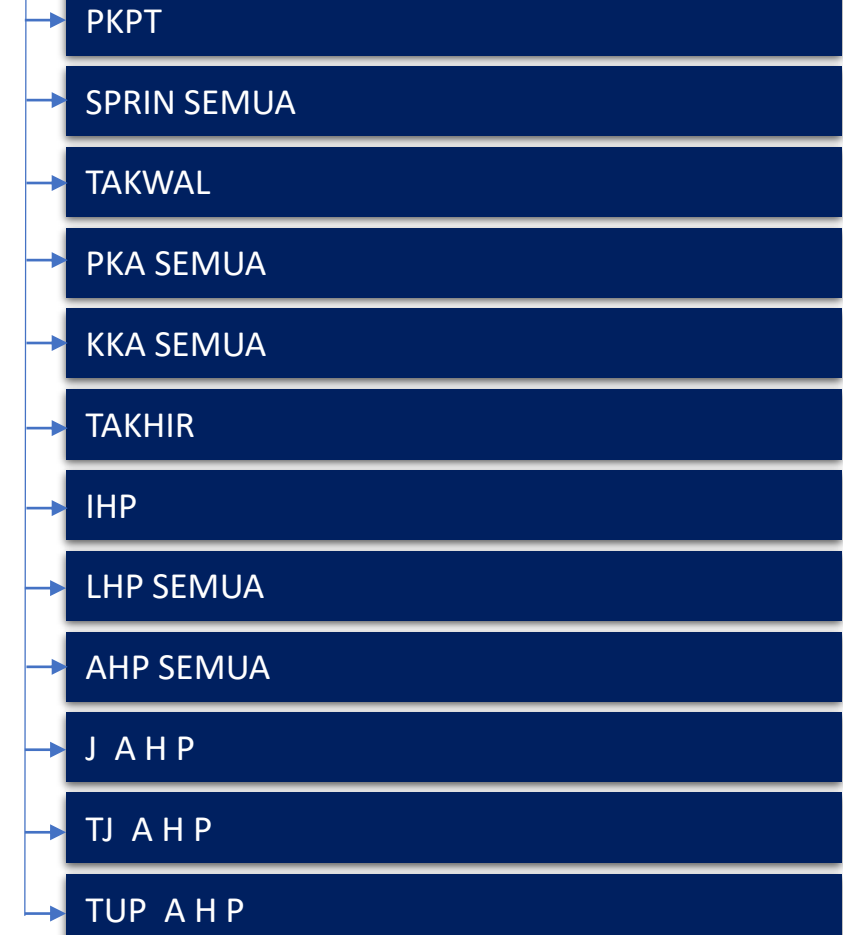 PKPT
SPRIN SEMUA
TAKWAL
PKA SEMUA
KKA SEMUA
TAKHIR
IHP
LHP SEMUA
AHP SEMUA
J A H P
TJ A H P
TUP A H P